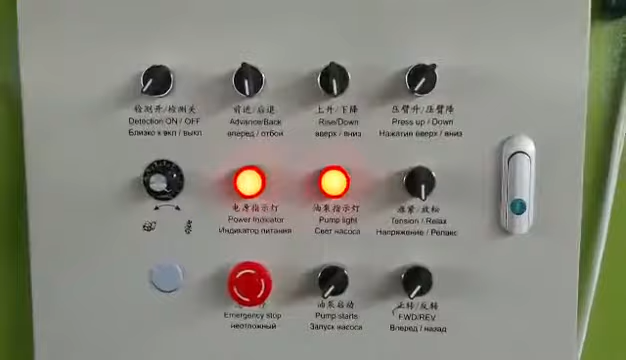 检测开/检测关
Detection ON / OFF
Близко к вкл / выкл
前进/后退
Advance/Back
вперед / отбой
上升/下降
Rise/Down
вверх / вниз
压臂升/压臂降
Press up / Down
Нажатие вверх / вниз
电源指示灯
Power Indicator
Индикатор питания
油泵指示灯
Pump light
Свет насоса
涨紧/放松
Tension / Relax
Напряжение / Релакс
Emergency stop
неотложный
油泵启动
Pump starts
Запуск насоса
正转/反转
FWD/REV
Вперед / назад